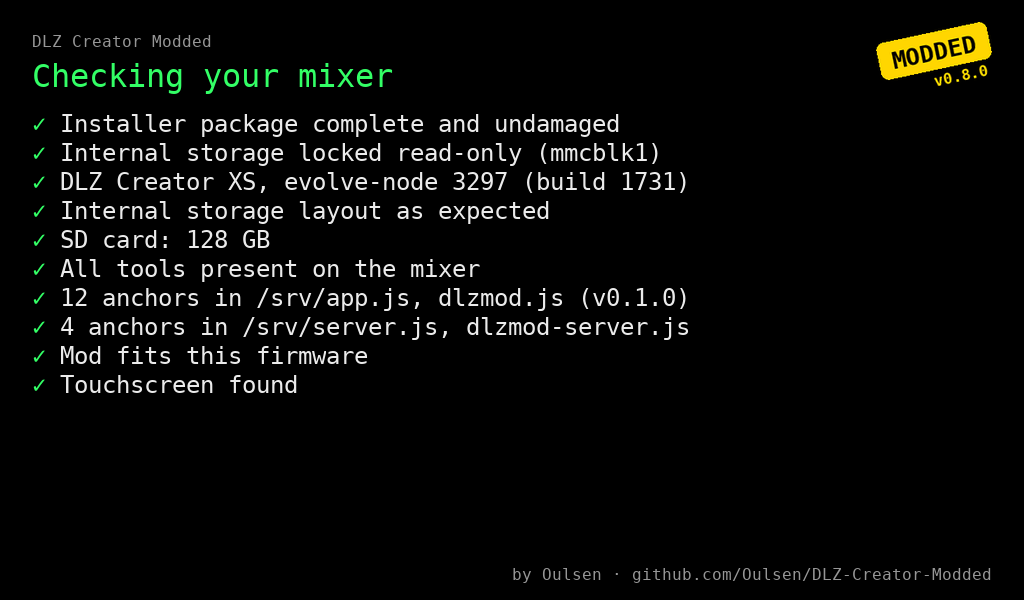 DLZ Creator Modded
MODDED
v0.8.0
Checking your mixer
✓ Installer package complete and undamaged
✓ Internal storage locked read-only (mmcblk1)
✓ DLZ Creator XS, evolve-node 3297 (build 1731)
✓ Internal storage layout as expected
✓ SD card: 128 GB
✓ All tools present on the mixer
✓ 12 anchors in /srv/app.js, dlzmod.js (v0.1.0)
✓ 4 anchors in /srv/server.js, dlzmod-server.js
✓ Mod fits this firmware
✓ Touchscreen found
by Oulsen · github.com/Oulsen/DLZ-Creator-Modded